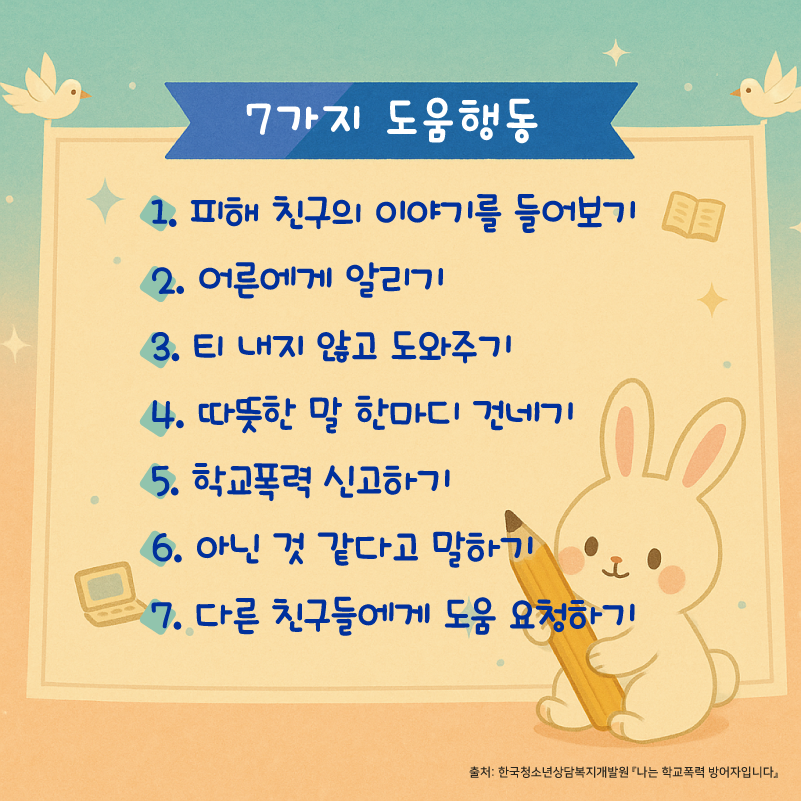 7가지 도움행동
1. 피해 친구의 이야기를 들어보기
2. 어른에게 알리기
3. 티 내지 않고 도와주기
4. 따뜻한 말 한마디 건네기
5. 학교폭력 신고하기
6. 아닌 것 같다고 말하기
7. 다른 친구들에게 도움 요청하기
출처: 한국청소년상담복지개발원 『나는 학교폭력 방어자입니다』